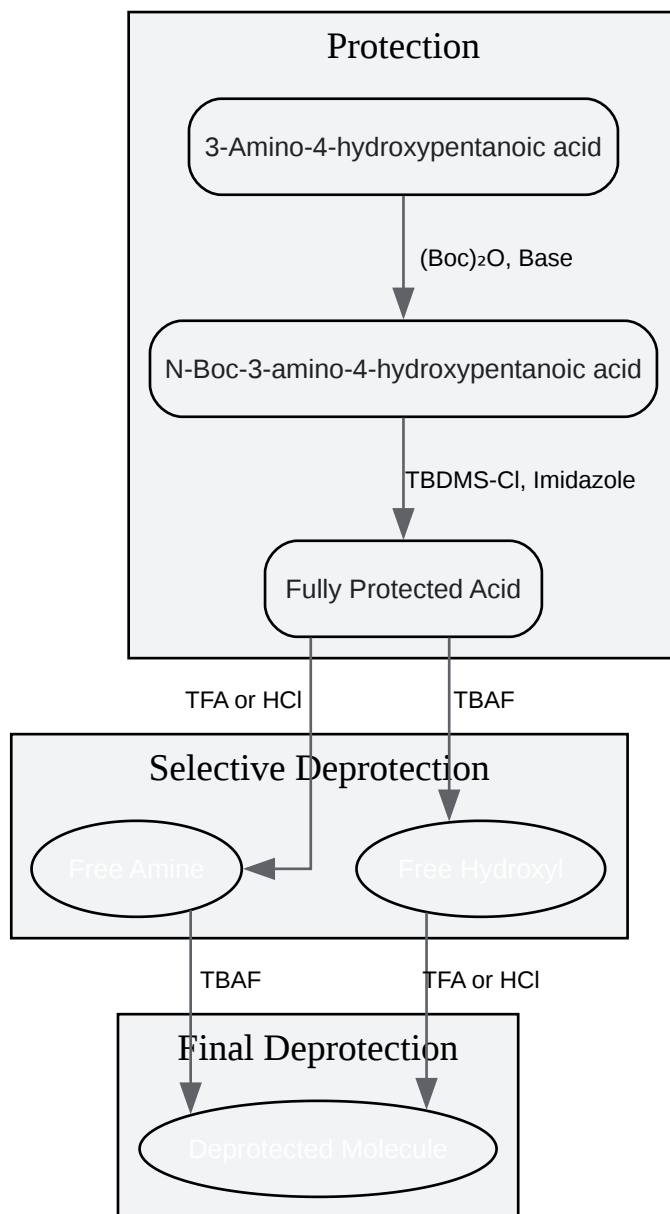 Protection
3-Amino-4-hydroxypentanoic acid
(Boc)₂O, Base
N-Boc-3-amino-4-hydroxypentanoic acid
TBDMS-Cl, Imidazole
Fully Protected Acid
TFA or HCl
TBAF
Selective Deprotection
Free Amine
Free Hydroxyl
TBAF
TFA or HCl
Final Deprotection
Deprotected Molecule